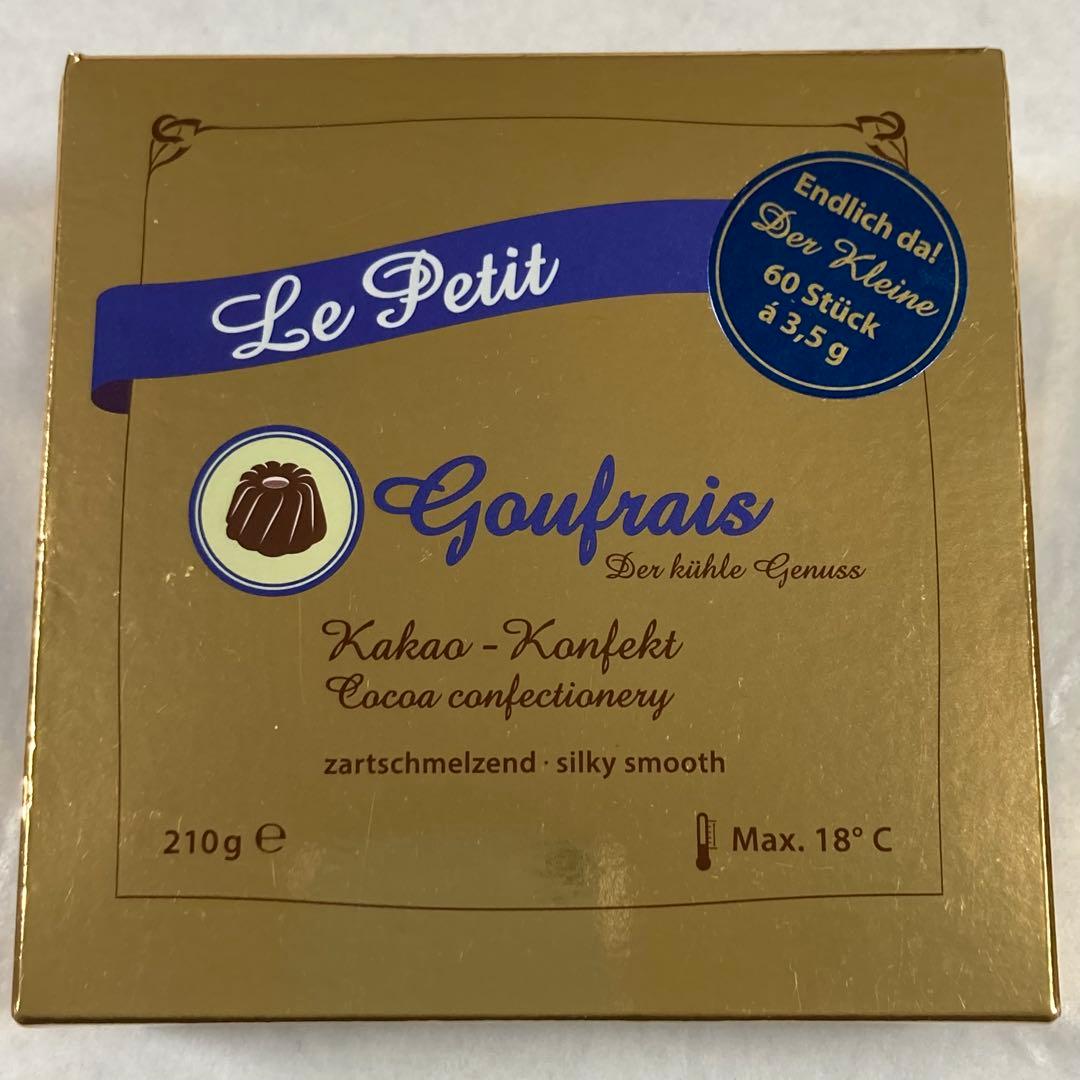 Le Petit
Endlich da!
Der Kleine
60 Stück
á 3,5 g
Goufrais
Der kühle Genuss
Kakao - Konfekt
Cocoa confectionery
zartschmelzend · silky smooth
210g ℮
Max. 18° C